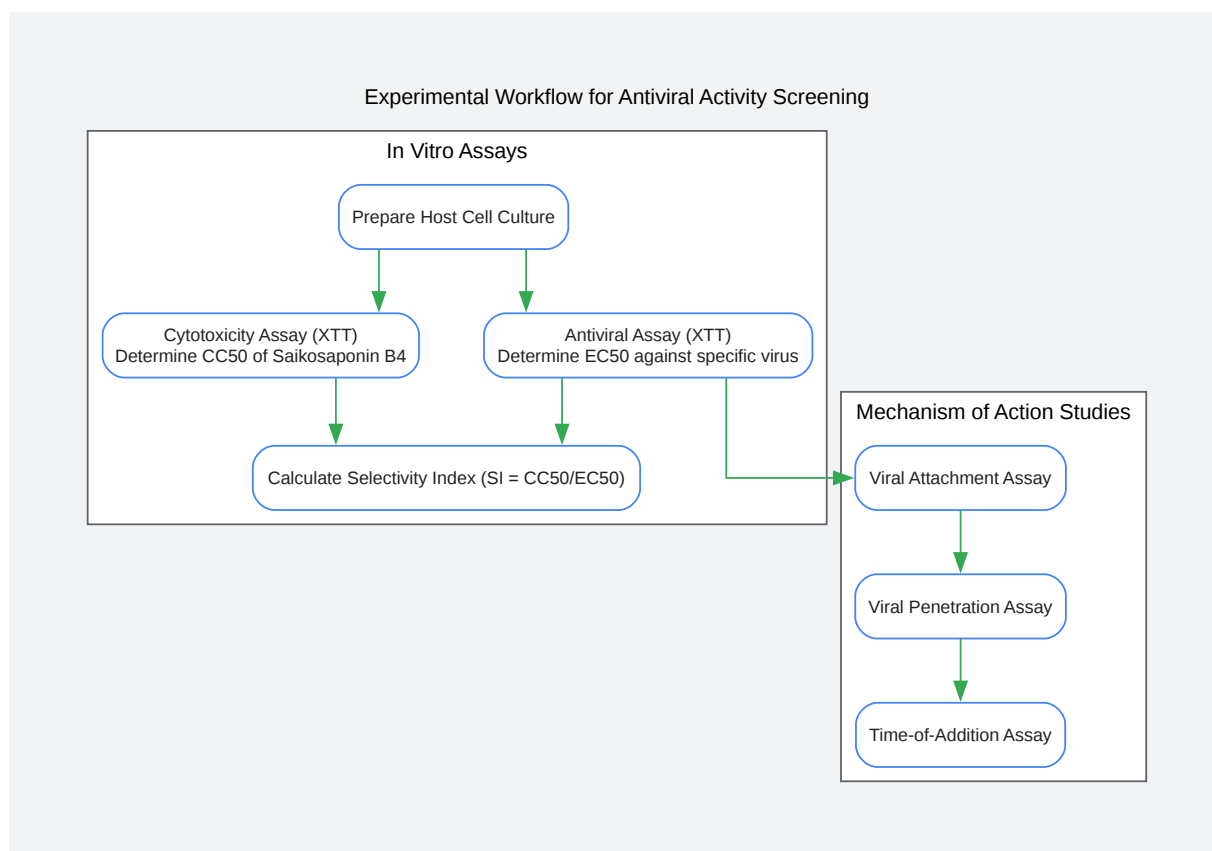 Experimental Workflow for Antiviral Activity Screening
In Vitro Assays
Prepare Host Cell Culture
Cytotoxicity Assay (XTT)
Determine CC50 of Saikosaponin B4
Antiviral Assay (XTT)
Determine EC50 against specific virus
Calculate Selectivity Index (SI = CC50/EC50)
Mechanism of Action Studies
Viral Attachment Assay
Viral Penetration Assay
Time-of-Addition Assay